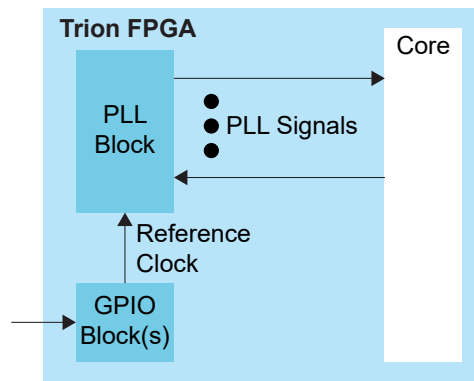 Trion FPGA
Core
PLL
Block
PLL Signals
Reference
Clock
GPIO
Block(s)